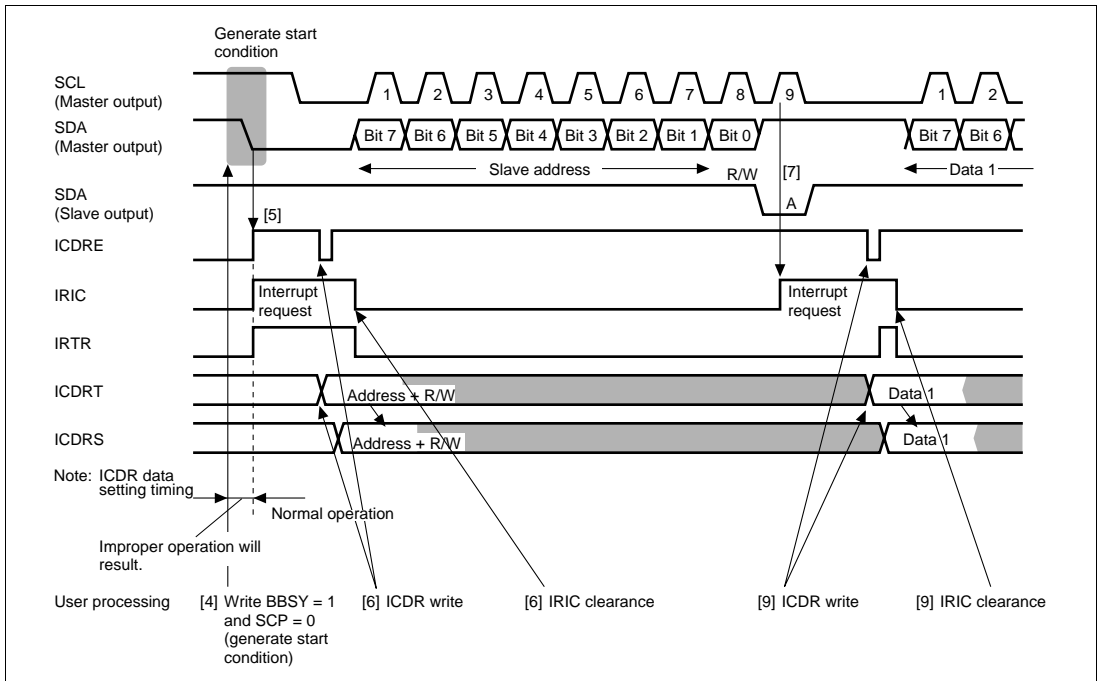 Generate start
condition
SCL
(Master output)
1 2 3 4 5 6 7 8 9 1 2
SDA
(Master output)
Bit 7 Bit 6 Bit 5 Bit 4 Bit 3 Bit 2 Bit 1 Bit 0 Bit 7 Bit 6
Slave address R/W [7] Data 1
SDA
(Slave output)
A
[5]
ICDRE
IRIC
Interrupt
request
Interrupt
request
IRTR
ICDRT
Address + R/W
Data 1
ICDRS
Address + R/W
Data 1
Note: ICDR data
setting timing
Normal operation
Improper operation will
result.
User processing
[4] Write BBSY = 1
and SCP = 0
(generate start
condition)
[6] ICDR write
[6] IRIC clearance
[9] ICDR write
[9] IRIC clearance